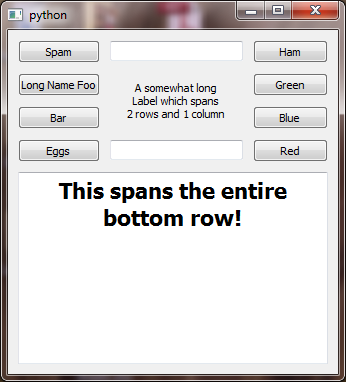 python
Spam
Ham
Long Name Foo
A somewhat long
Label which spans
2 rows and 1 column
Green
Bar
Blue
Eggs
Red
This spans the entire
bottom row!